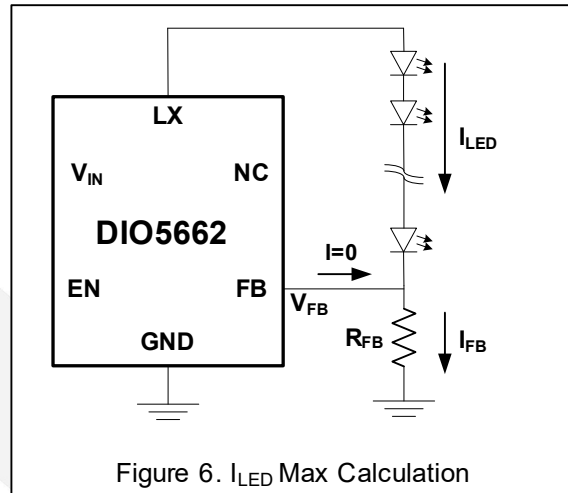 LX
V_IN
NC
I_LED
DIO5662
I=0
EN
FB
V_FB
GND
R_FB
I_FB
Figure 6. I_LED Max Calculation